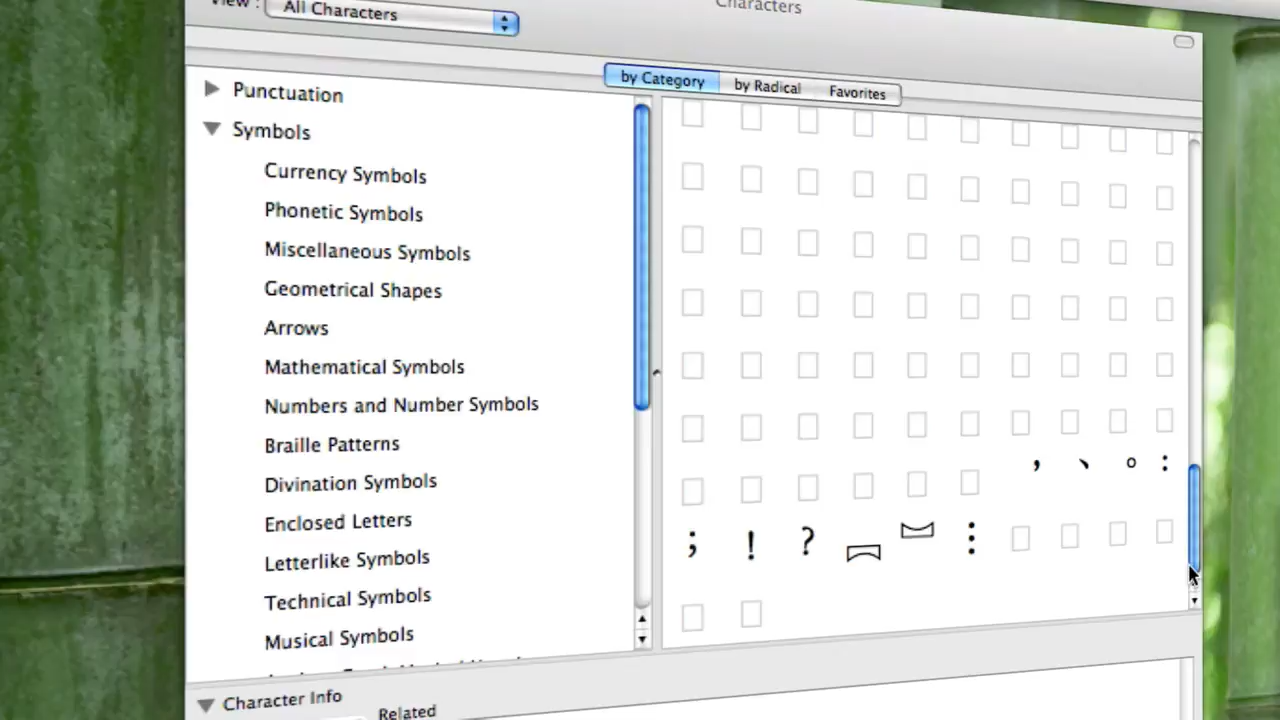 View : All Characters
Characters
by Category by Radical Favorites
Punctuation
Symbols
Currency Symbols
Phonetic Symbols
Miscellaneous Symbols
Geometrical Shapes
Arrows
Mathematical Symbols
Numbers and Number Symbols
Braille Patterns
Divination Symbols
Enclosed Letters
Letterlike Symbols
Technical Symbols
Musical Symbols
︐ ︑ ︒ ︓
︔ ︕ ︖ ︗ ︘ ︙
Character Info
Related